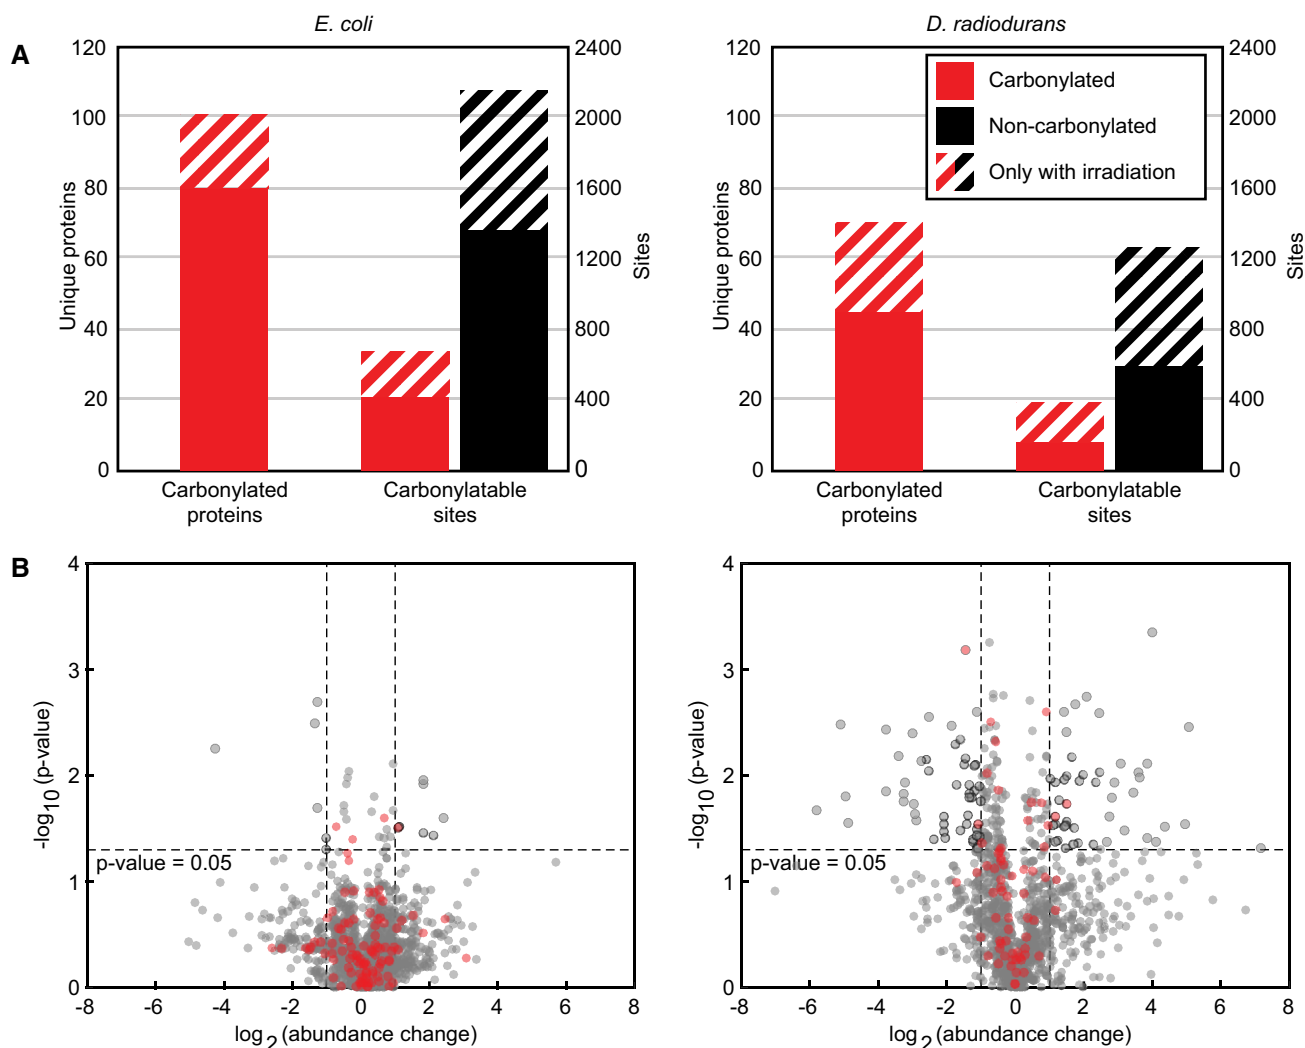 E. coli
D. radiodurans
A
120
100
80
60
40
20
0
Unique proteins
2400
2000
1600
1200
800
400
0
Sites
Carbonylated
proteins
Carbonylatable
sites
120
100
80
60
40
20
0
Unique proteins
2400
2000
1600
1200
800
400
0
Sites
Carbonylated
Non-carbonylated
Only with irradiation
Carbonylated
proteins
Carbonylatable
sites
B
4
3
2
1
0
-log10 (p-value)
p-value = 0.05
-8 -6 -4 -2 0 2 4 6 8
log2 (abundance change)
4
3
2
1
0
-log10 (p-value)
p-value = 0.05
-8 -6 -4 -2 0 2 4 6 8
log2 (abundance change)